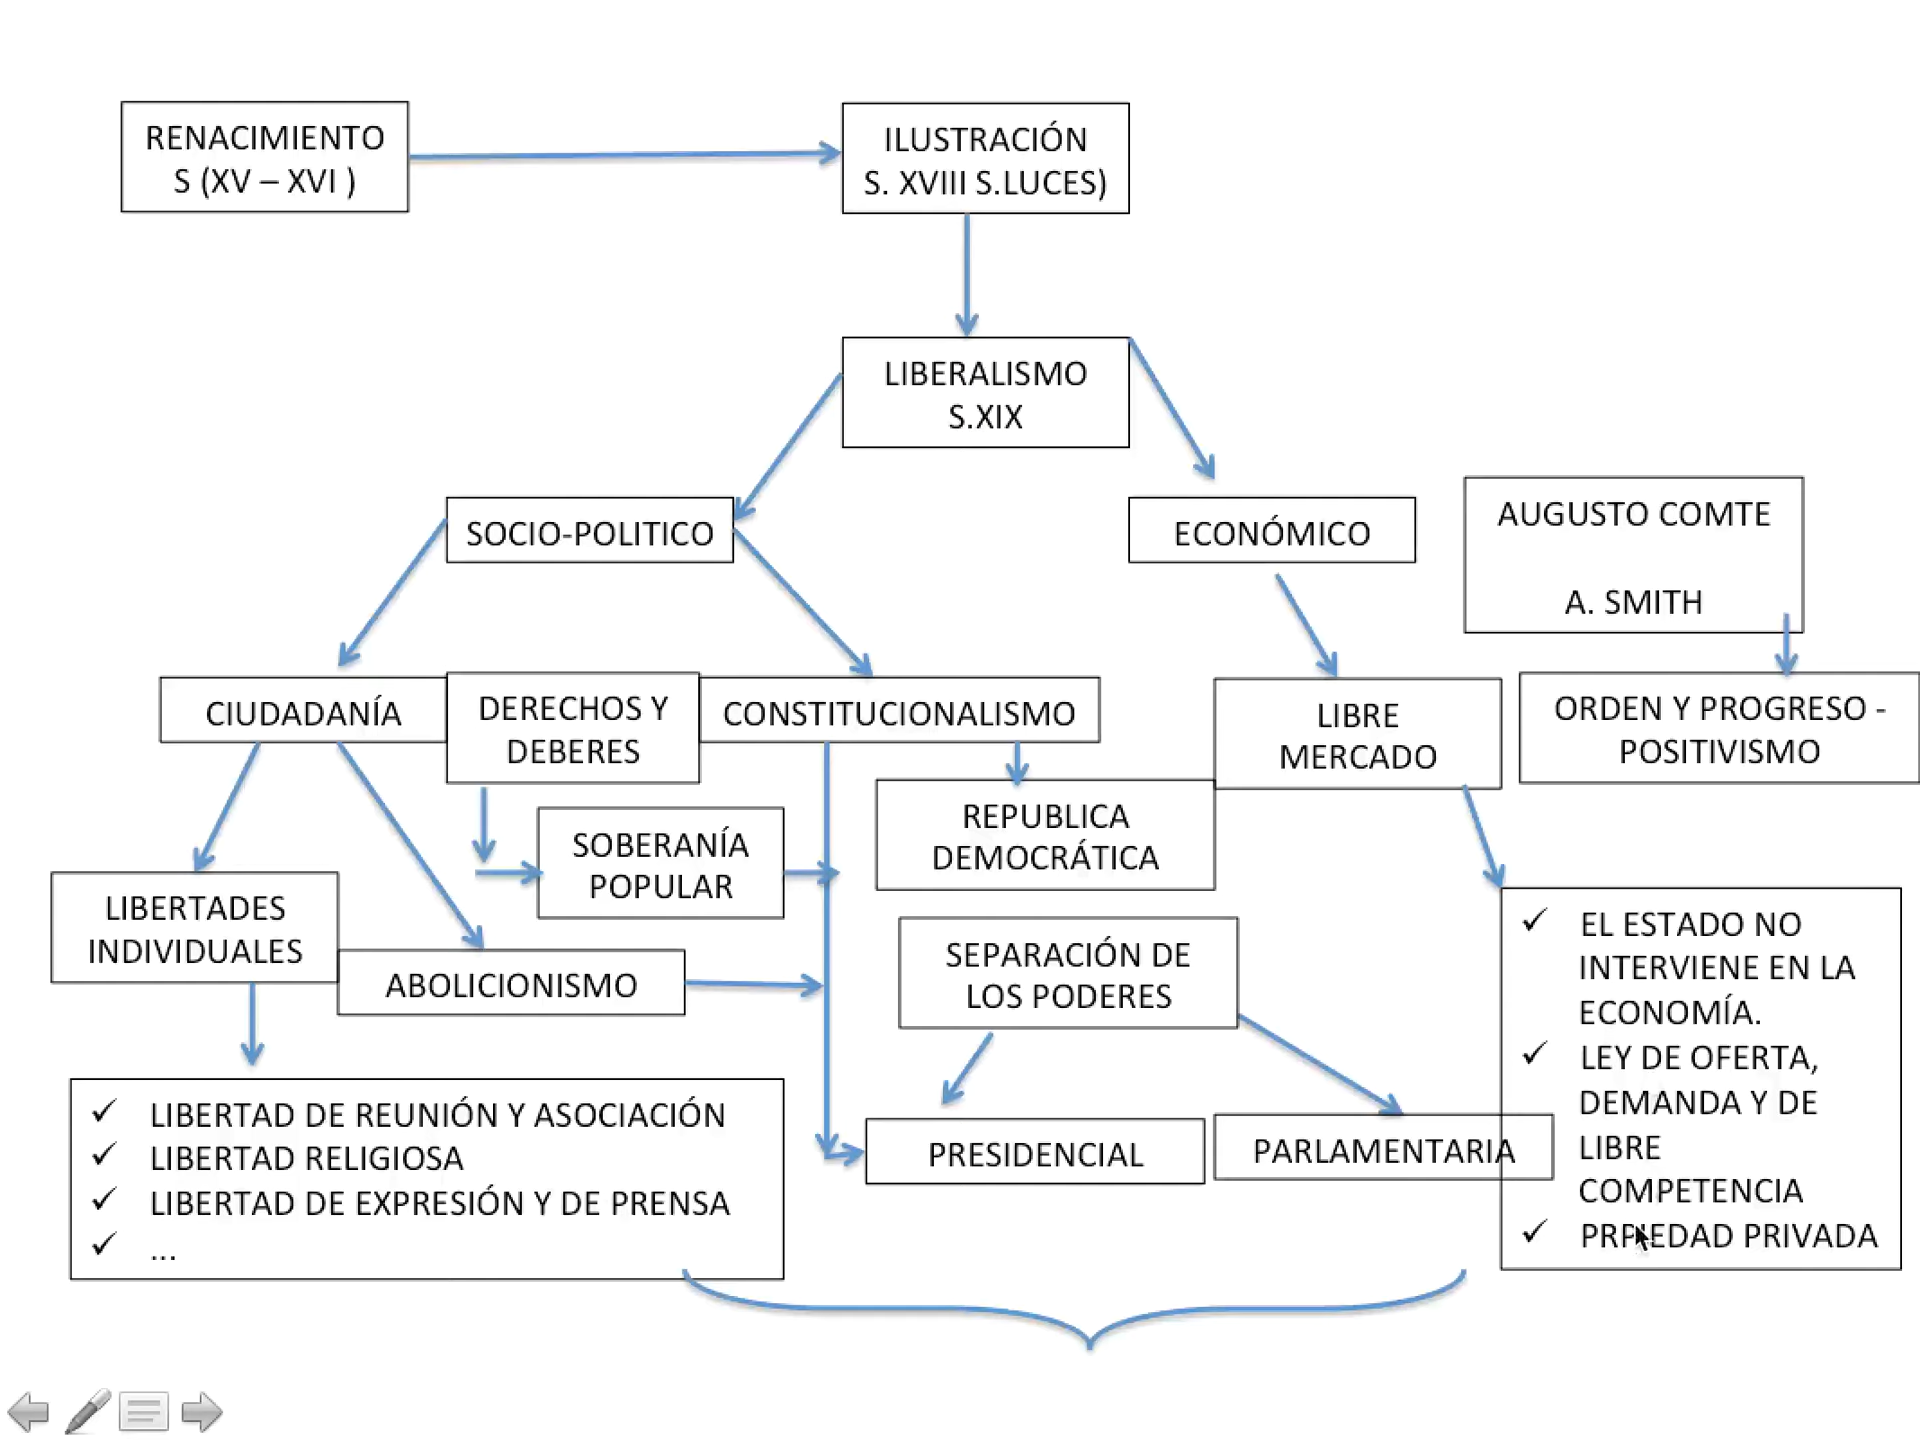 RENACIMIENTO
S (XV – XVI )
ILUSTRACIÓN
S. XVIII S.LUCES)
LIBERALISMO
S.XIX
SOCIO-POLITICO
ECONÓMICO
AUGUSTO COMTE
A. SMITH
CIUDADANÍA
DERECHOS Y
DEBERES
CONSTITUCIONALISMO
LIBRE
MERCADO
ORDEN Y PROGRESO -
POSITIVISMO
SOBERANÍA
POPULAR
REPUBLICA
DEMOCRÁTICA
LIBERTADES
INDIVIDUALES
ABOLICIONISMO
SEPARACIÓN DE
LOS PODERES
✓ EL ESTADO NO
INTERVIENE EN LA
ECONOMÍA.
✓ LEY DE OFERTA,
DEMANDA Y DE
LIBRE
COMPETENCIA
✓ PRPIEDAD PRIVADA
✓ LIBERTAD DE REUNIÓN Y ASOCIACIÓN
✓ LIBERTAD RELIGIOSA
✓ LIBERTAD DE EXPRESIÓN Y DE PRENSA
✓ ...
PRESIDENCIAL
PARLAMENTARIA